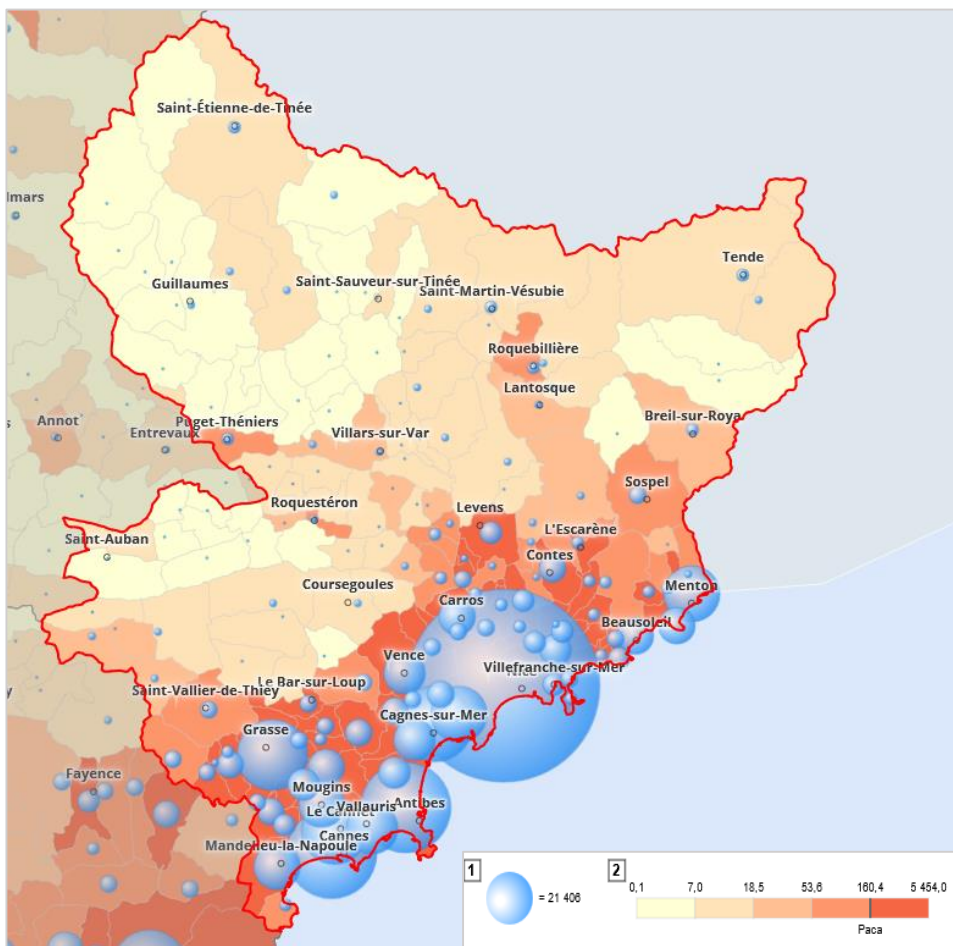 Saint-Étienne-de-Tinée
lmars
Tende
Guillaumes
Saint-Sauveur-sur-Tinée
Saint-Martin-Vésubie
Roquebillière
Lantosque
Breil-sur-Roya
Annot
Entrevaux
Puget-Théniers
Villars-sur-Var
Sospel
Roquestéron
Levens
L'Escarène
Saint-Auban
Contes
Coursegoules
Menton
Carros
Beausoleil
Vence
Villefranche-sur-Mer
Nice
Le Bar-sur-Loup
Saint-Vallier-de-Thiey
Cagnes-sur-Mer
Grasse
Fayence
Mougins
Vallauris
Antibes
Le Cannet
Cannes
Mandelieu-la-Napoule
1
= 21 406
2
0,1 7,0 18,5 53,6 160,4 5 454,0
Paca